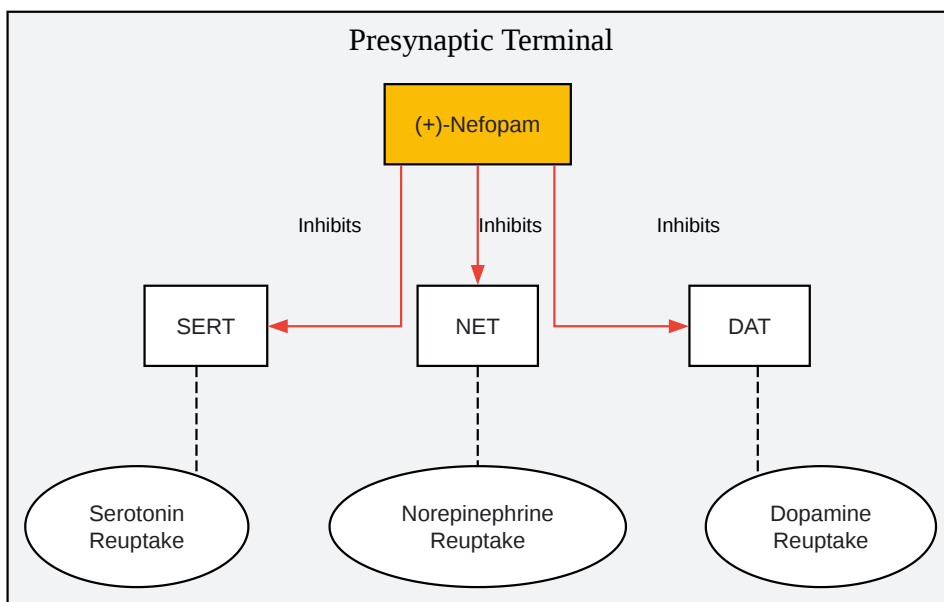 Presynaptic Terminal
(+)-Nefopam
Inhibits
Inhibits
Inhibits
SERT
NET
DAT
Serotonin
Reuptake
Norepinephrine
Reuptake
Dopamine
Reuptake